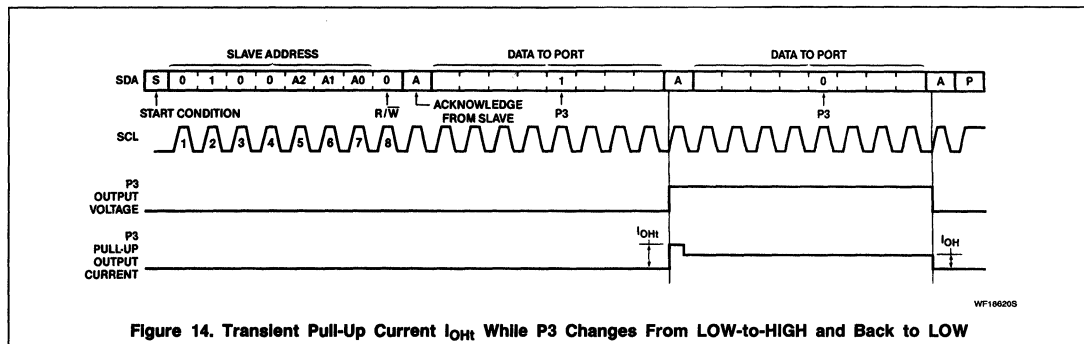 SLAVE ADDRESS DATA TO PORT DATA TO PORT
SDA S 0 1 0 0 A2 A1 A0 0 A 1 A 0 A P
START CONDITION R/W̅ ACKNOWLEDGE FROM SLAVE P3 P3
SCL 1 2 3 4 5 6 7 8
P3
OUTPUT
VOLTAGE
P3
PULL-UP
OUTPUT
CURRENT
IOHt
IOH
WF18620S
Figure 14. Transient Pull-Up Current IOHt While P3 Changes From LOW-to-HIGH and Back to LOW